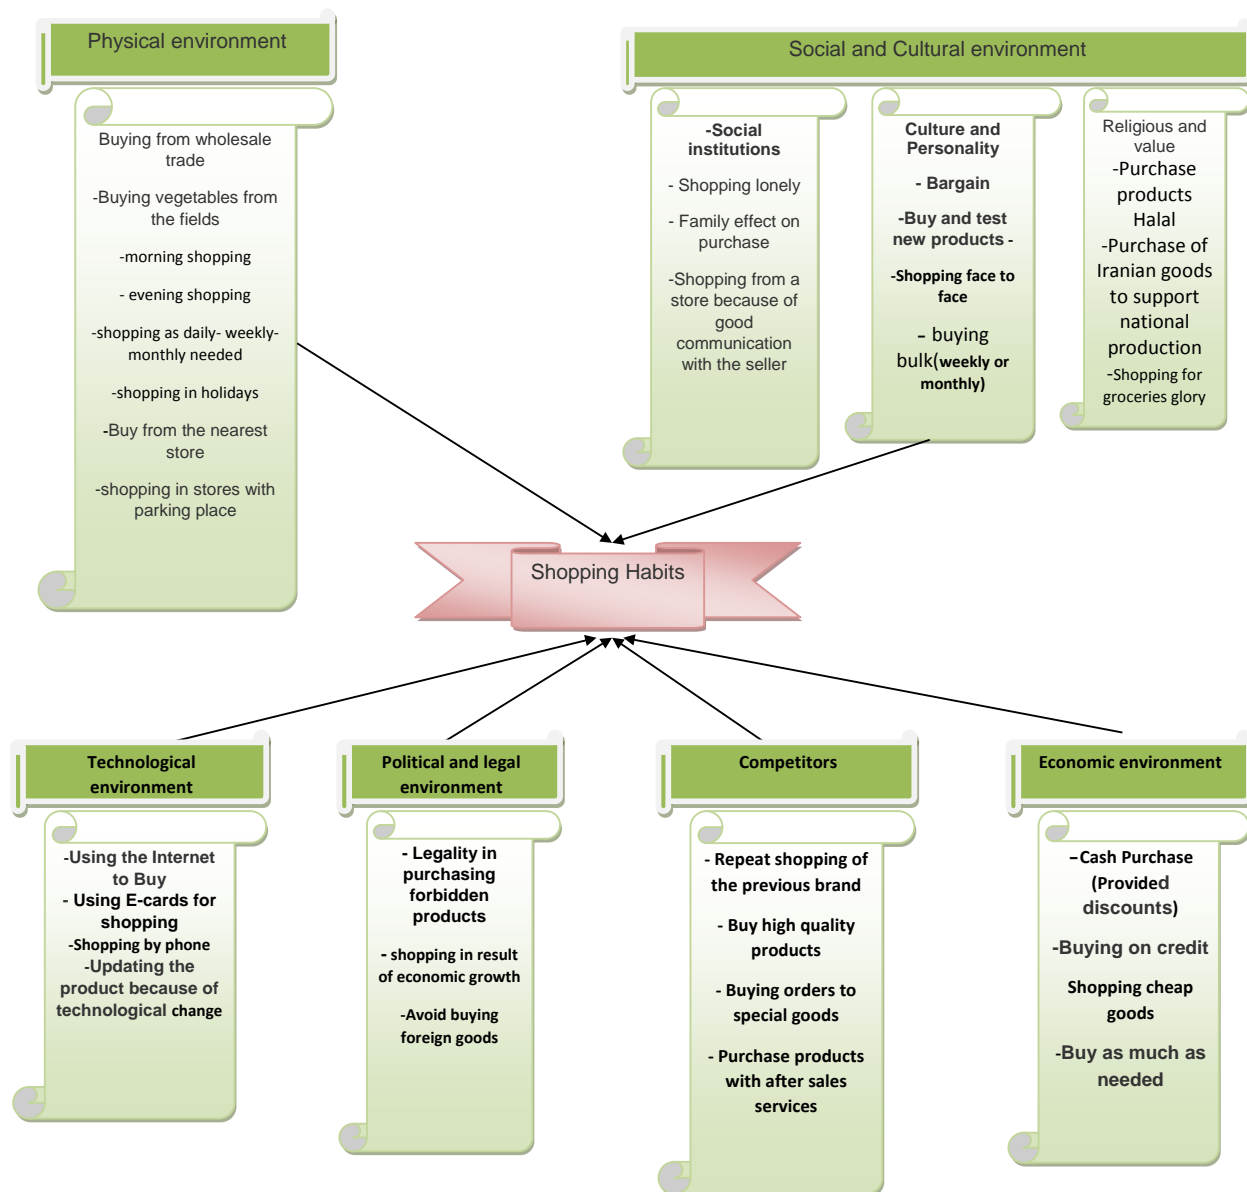 Physical environment
Buying from wholesale
trade
-Buying vegetables from
the fields
-morning shopping
- evening shopping
-shopping as daily- weekly-
monthly needed
-shopping in holidays
-Buy from the nearest
store
-shopping in stores with
parking place
Social and Cultural environment
-Social
institutions
- Shopping lonely
- Family effect on
purchase
-Shopping from a
store because of
good
communication
with the seller
Culture and
Personality
- Bargain
-Buy and test
new products -
-Shopping face to
face
– buying
bulk(weekly or
monthly)
Religious and
value
-Purchase
products
Halal
-Purchase of
Iranian goods
to support
national
production
-Shopping for
groceries glory
Shopping Habits
Technological
environment
-Using the Internet
to Buy
- Using E-cards for
shopping
-Shopping by phone
-Updating the
product because of
technological change
Political and legal
environment
- Legality in
purchasing
forbidden
products
- shopping in result
of economic growth
-Avoid buying
foreign goods
Competitors
- Repeat shopping of
the previous brand
- Buy high quality
products
- Buying orders to
special goods
- Purchase products
with after sales
services
Economic environment
–Cash Purchase
(Provided
discounts)
-Buying on credit
Shopping cheap
goods
-Buy as much as
needed